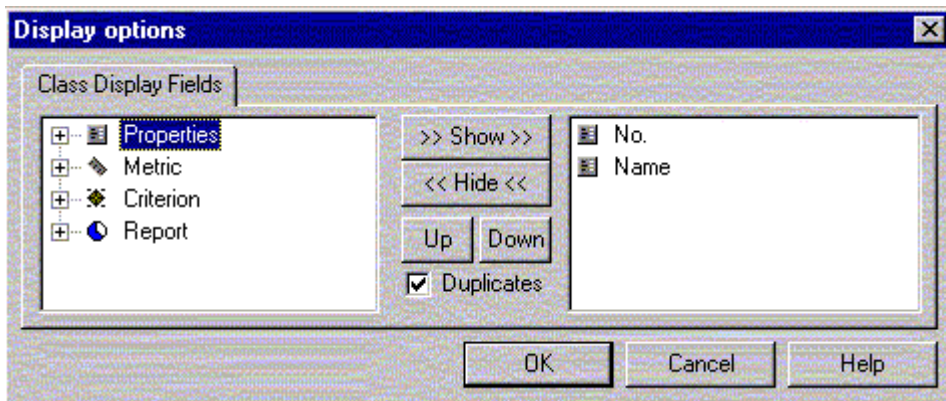 Display options
Class Display Fields
Properties
Metric
Criterion
Report
>> Show >>
<< Hide <<
Up
Down
Duplicates
No.
Name
OK
Cancel
Help